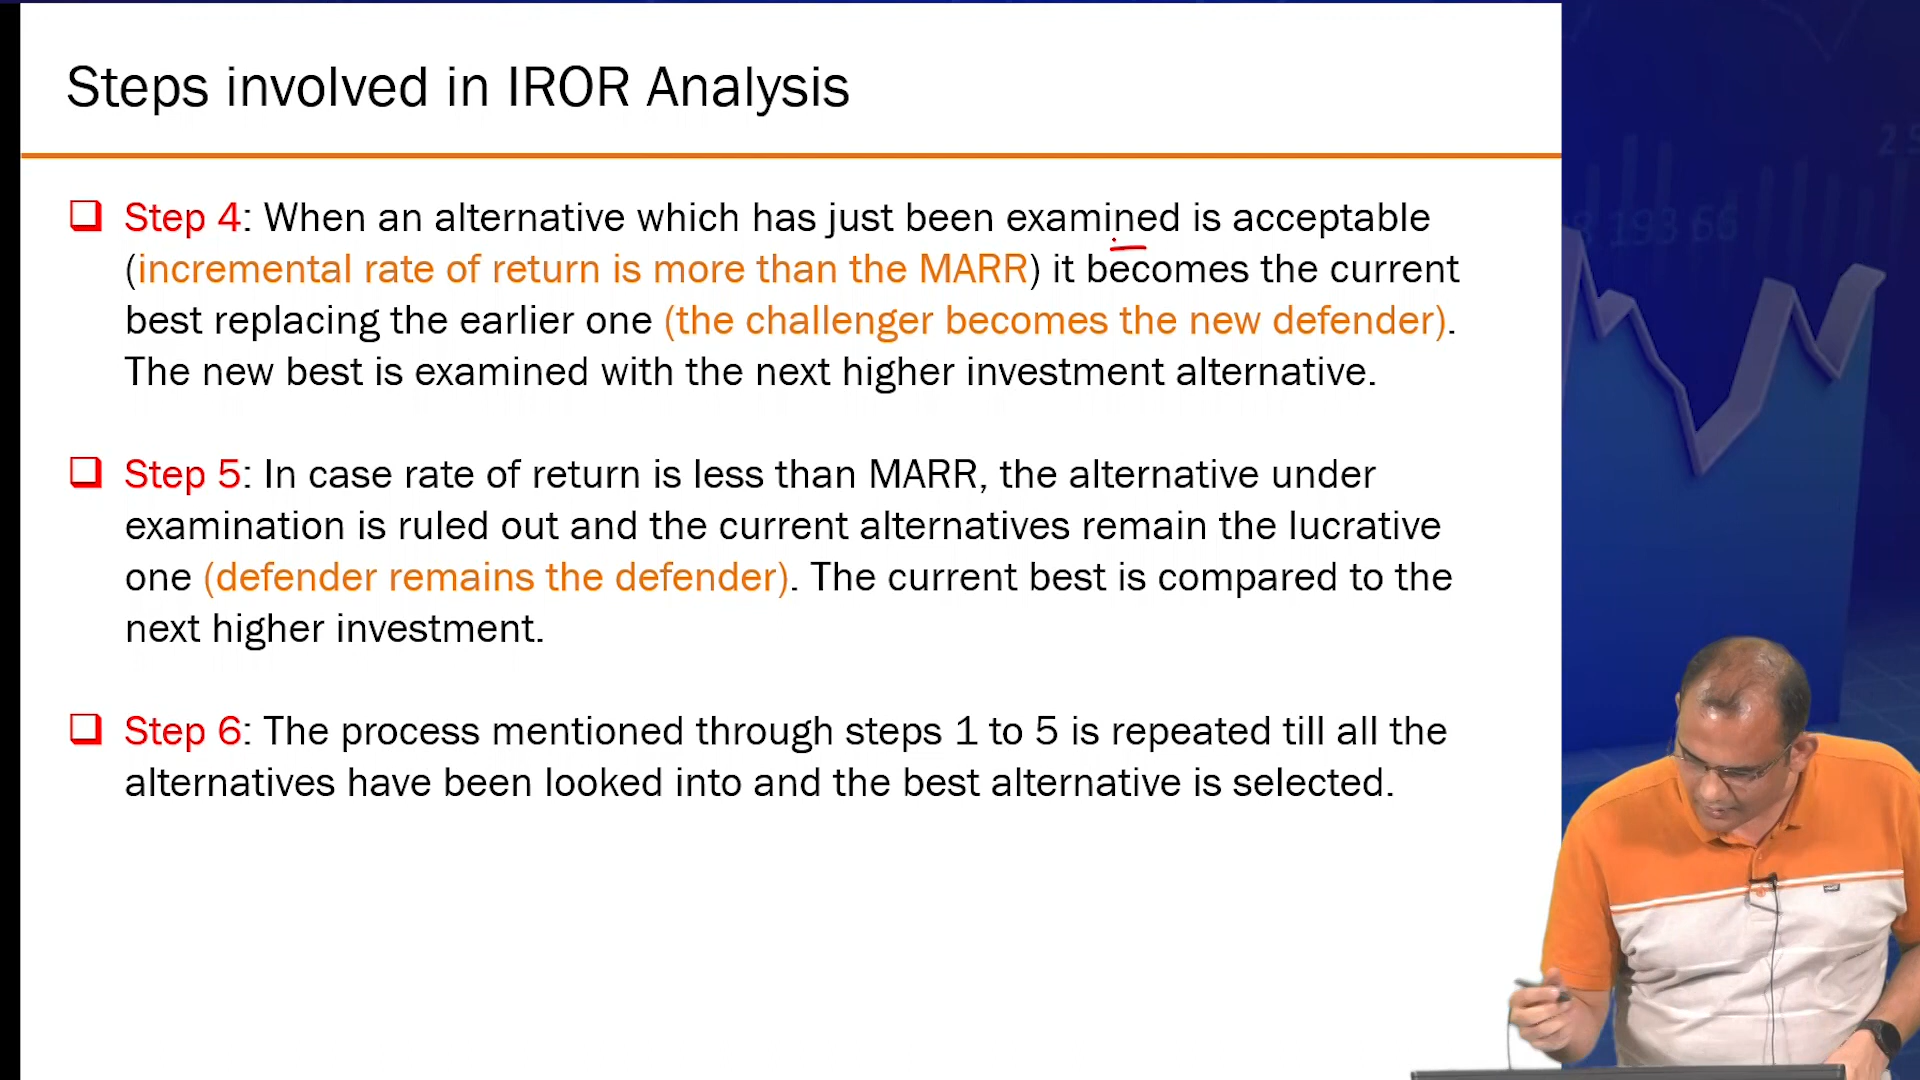 Steps involved in IROR Analysis
Step 4: When an alternative which has just been examined is acceptable
(incremental rate of return is more than the MARR) it becomes the current
best replacing the earlier one (the challenger becomes the new defender).
The new best is examined with the next higher investment alternative.
Step 5: In case rate of return is less than MARR, the alternative under
examination is ruled out and the current alternatives remain the lucrative
one (defender remains the defender). The current best is compared to the
next higher investment.
Step 6: The process mentioned through steps 1 to 5 is repeated till all the
alternatives have been looked into and the best alternative is selected.